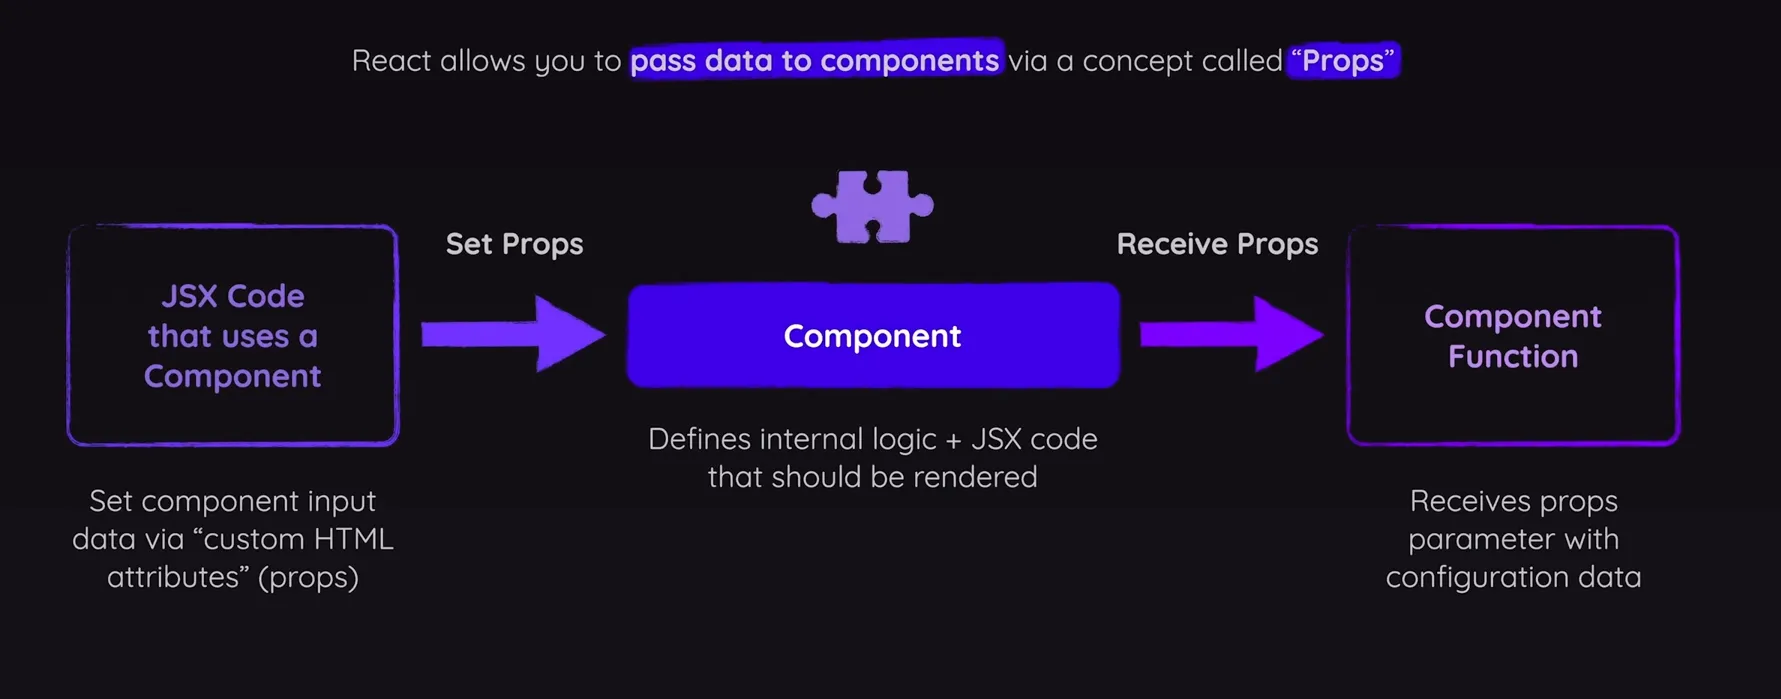 React allows you to pass data to components via a concept called “Props”
Set Props
Receive Props
JSX Code
that uses a
Component
Component
Component
Function
Defines internal logic + JSX code
that should be rendered
Set component input
data via “custom HTML
attributes” (props)
Receives props
parameter with
configuration data